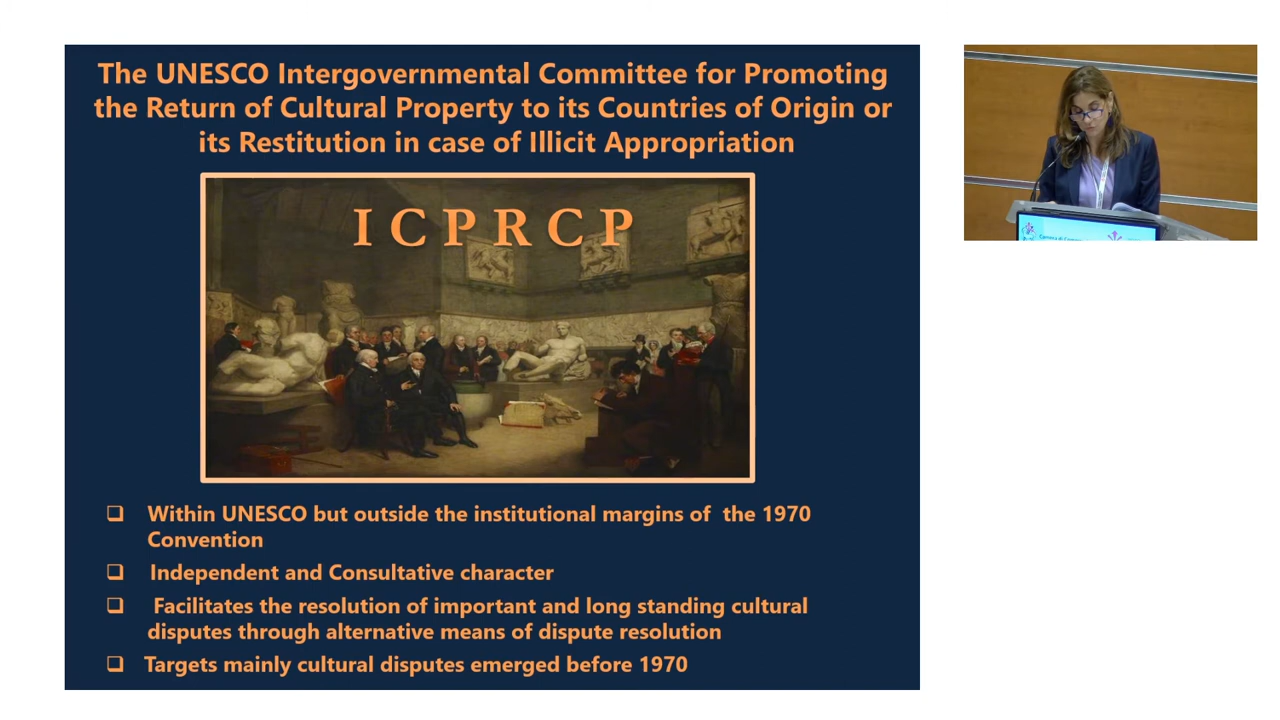 The UNESCO Intergovernmental Committee for Promoting
the Return of Cultural Property to its Countries of Origin or
its Restitution in case of Illicit Appropriation
I C P R C P
❑ Within UNESCO but outside the institutional margins of the 1970
Convention
❑ Independent and Consultative character
❑ Facilitates the resolution of important and long standing cultural
disputes through alternative means of dispute resolution
❑ Targets mainly cultural disputes emerged before 1970